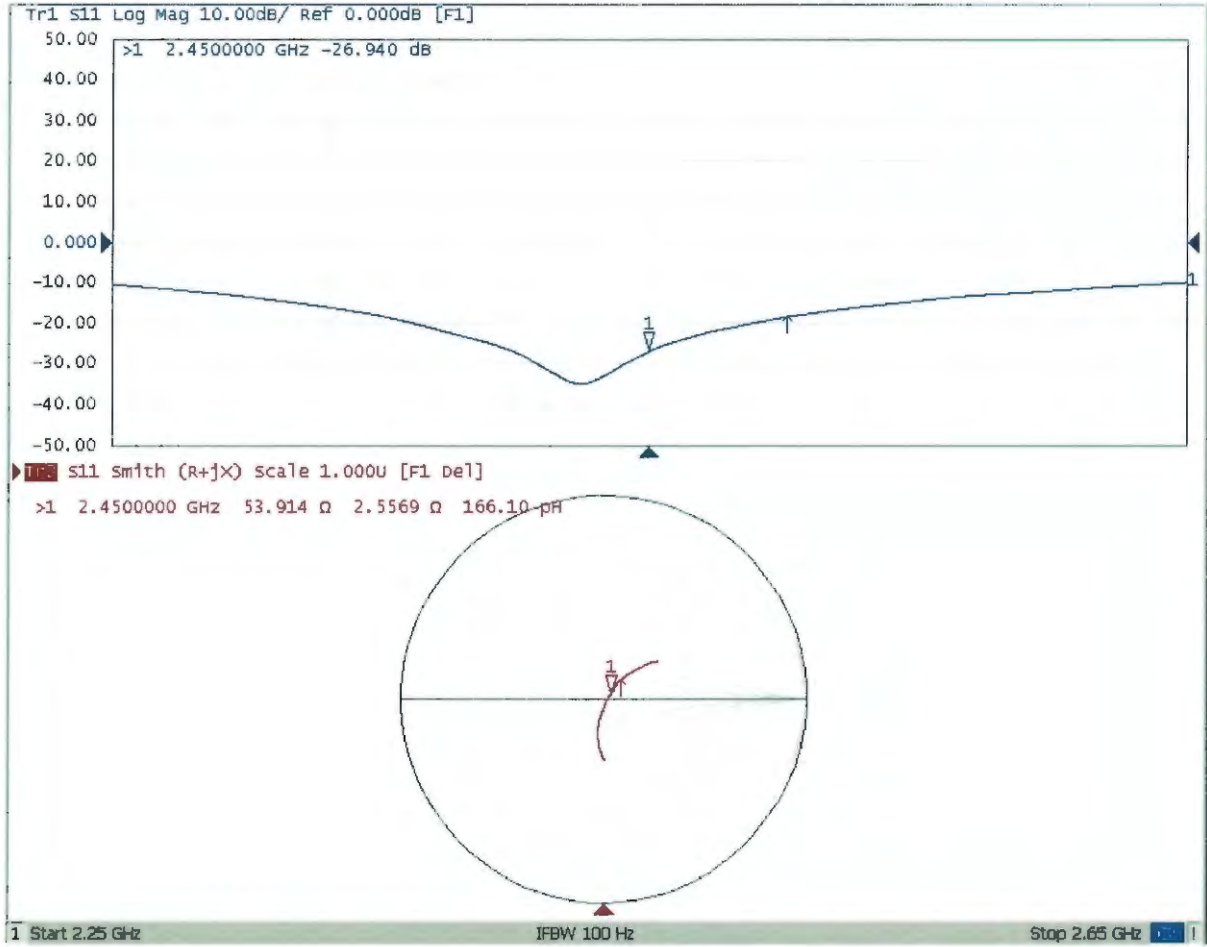 Tr1 S11 Log Mag 10.00dB/ Ref 0.000dB [F1]
50.00
>1 2.4500000 GHz -26.940 dB
40.00
30.00
20.00
10.00
0.000
-10.00
1
-20.00
1
-30.00
-40.00
-50.00
S11 Smith (R+jX) Scale 1.000U [F1 Del]
>1 2.4500000 GHz 53.914 Ω 2.5569 Ω 166.10 pH
1
1 Start 2.25 GHz IFBW 100 Hz Stop 2.65 GHz !